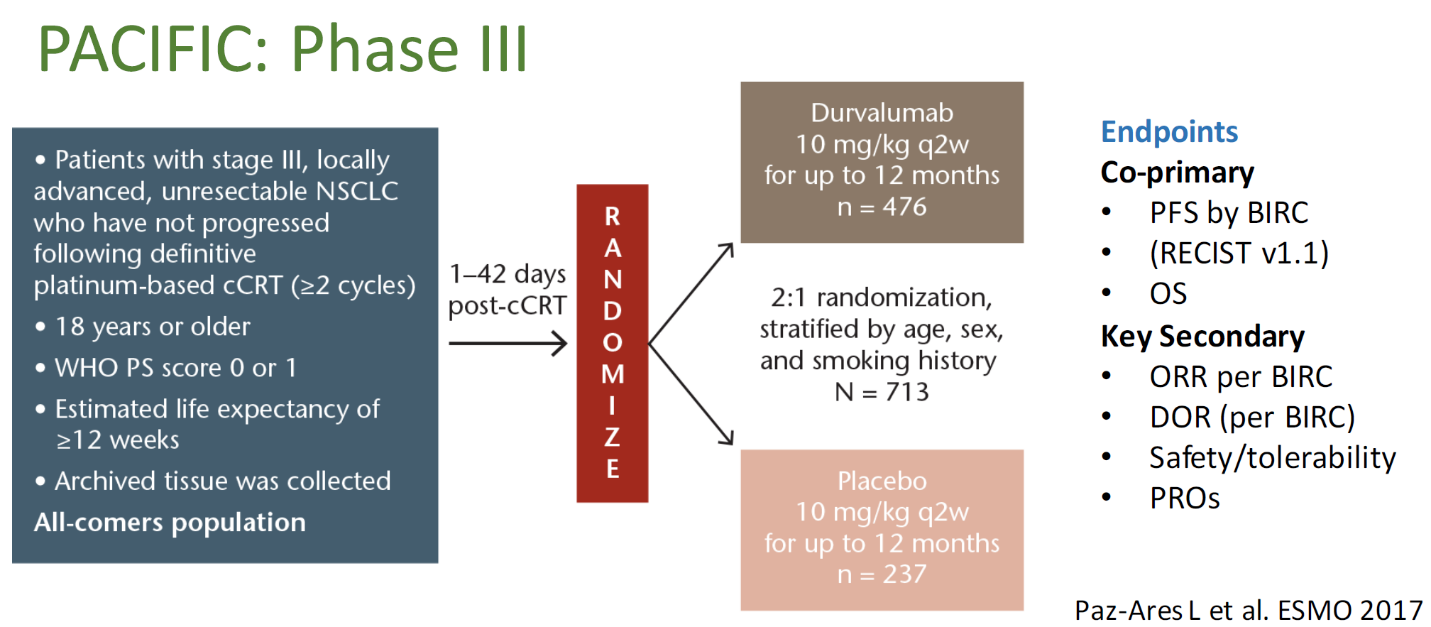 PACIFIC: Phase III
• Patients with stage III, locally
advanced, unresectable NSCLC
who have not progressed
following definitive
platinum-based cCRT (≥2 cycles)
• 18 years or older
• WHO PS score 0 or 1
• Estimated life expectancy of
≥12 weeks
• Archived tissue was collected
All-comers population
1–42 days
post-cCRT
RANDOMIZE
Durvalumab
10 mg/kg q2w
for up to 12 months
n = 476
2:1 randomization,
stratified by age, sex,
and smoking history
N = 713
Placebo
10 mg/kg q2w
for up to 12 months
n = 237
Endpoints
Co-primary
• PFS by BIRC
• (RECIST v1.1)
• OS
Key Secondary
• ORR per BIRC
• DOR (per BIRC)
• Safety/tolerability
• PROs
Paz-Ares L et al. ESMO 2017